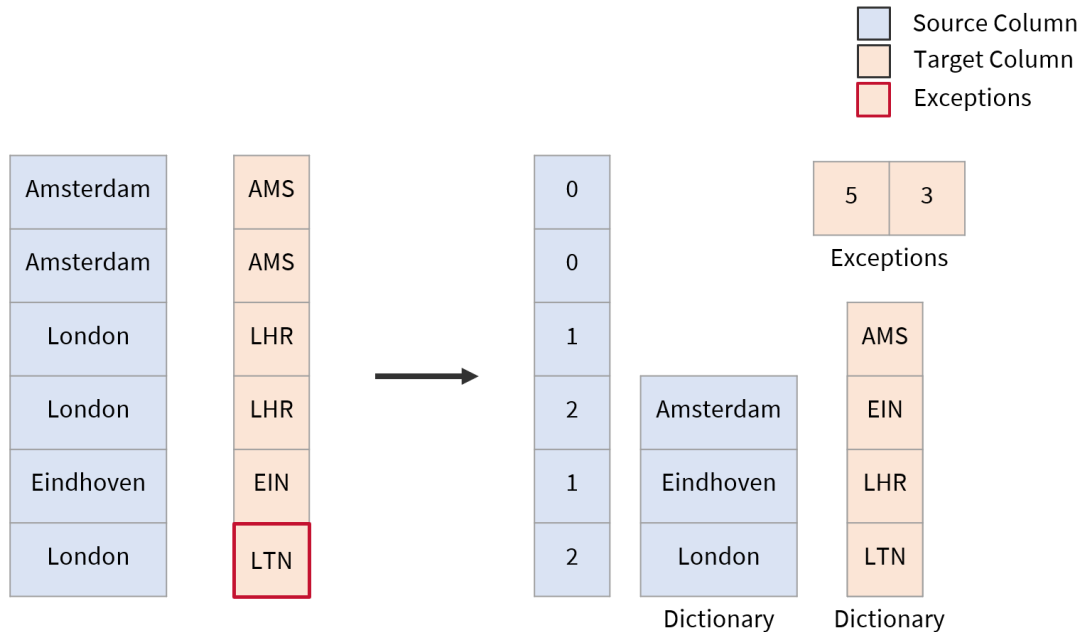 Source Column
Target Column
Exceptions
Amsterdam AMS 0 5 3
Exceptions
Amsterdam AMS 0
London LHR 1 AMS
London LHR 2 Amsterdam EIN
Eindhoven EIN 1 Eindhoven LHR
London LTN 2 London LTN
Dictionary Dictionary